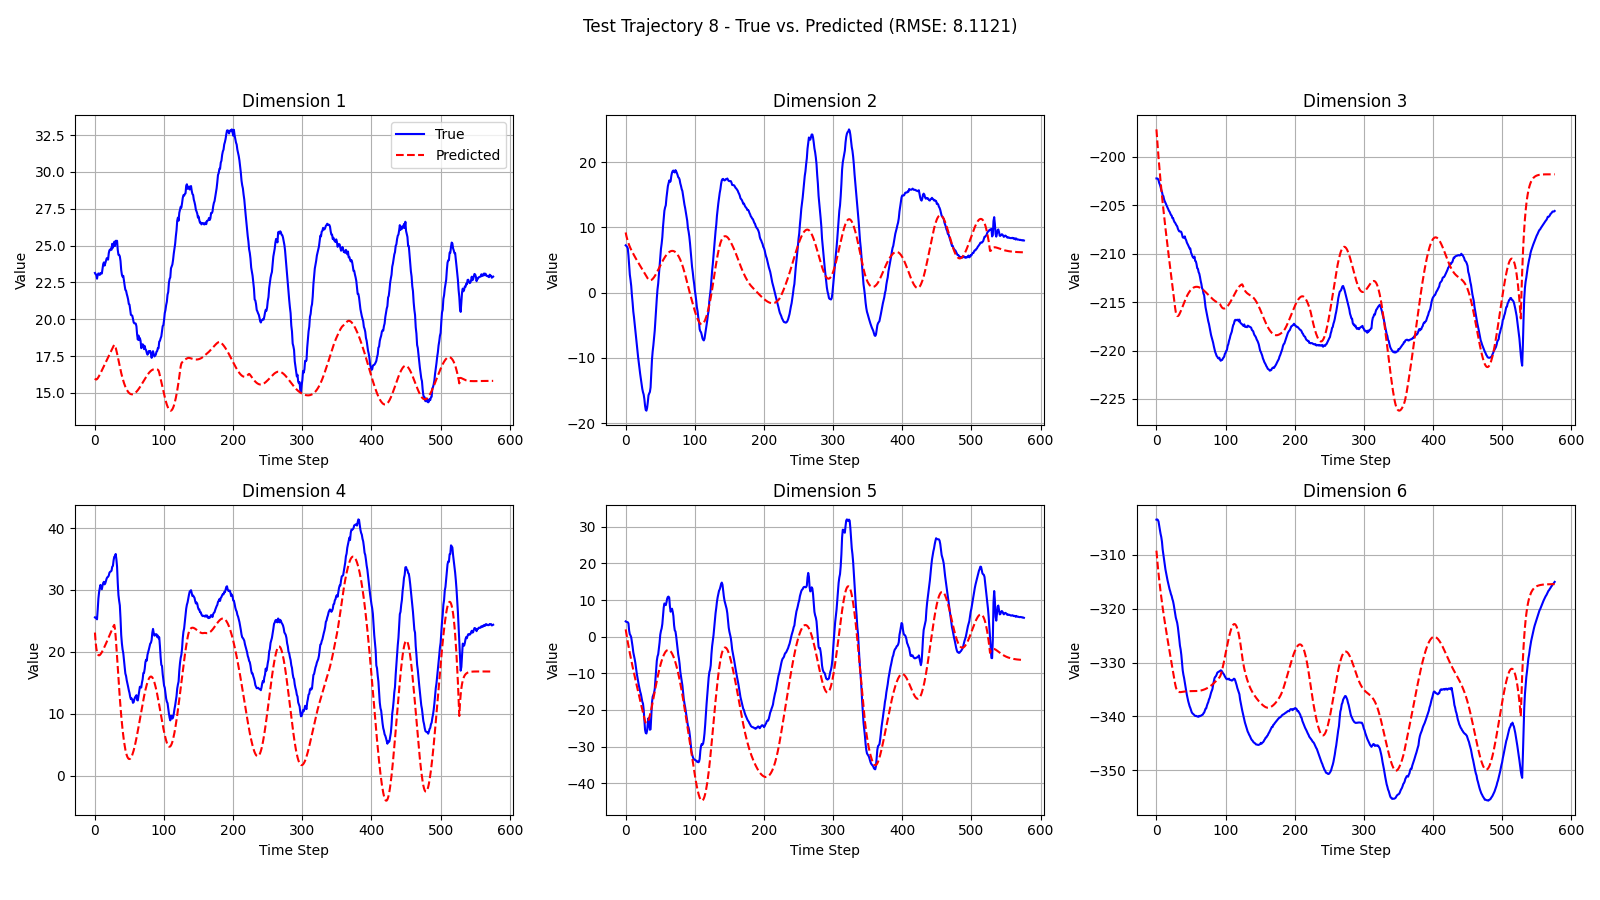 Test Trajectory 8 - True vs. Predicted (RMSE: 8.1121)
Dimension 1
Value
32.5
30.0
27.5
25.0
22.5
20.0
17.5
15.0
True
Predicted
0 100 200 300 400 500 600
Time Step
Dimension 2
Value
20
10
0
−10
−20
0 100 200 300 400 500 600
Time Step
Dimension 3
Value
−200
−205
−210
−215
−220
−225
0 100 200 300 400 500 600
Time Step
Dimension 4
Value
40
30
20
10
0
0 100 200 300 400 500 600
Time Step
Dimension 5
Value
30
20
10
0
−10
−20
−30
−40
0 100 200 300 400 500 600
Time Step
Dimension 6
Value
−310
−320
−330
−340
−350
0 100 200 300 400 500 600
Time Step